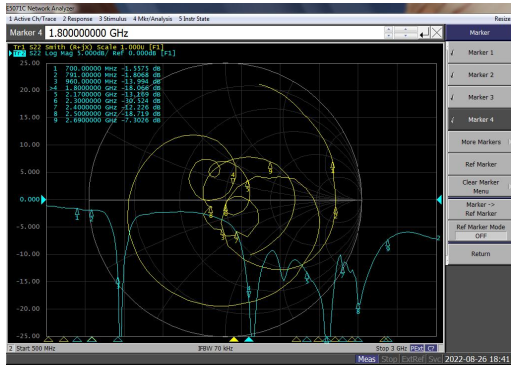 E5071C Network Analyzer
1 Active Ch/Trace 2 Response 3 Stimulus 4 Mkr/Analysis 5 Instr State
Resize
Marker 4 1.800000000 GHz
Marker
Tr1 S22 Smith (R+jX) Scale 1.000U [F1]
Tr2 S22 Log Mag 5.000dB/ Ref 0.000dB [F1]
25.00
20.00
15.00
10.00
5.000
0.000
-5.000
-10.00
-15.00
-20.00
-25.00
1 700.00000 MHz -1.5575 dB
2 791.00000 MHz -1.8068 dB
3 960.00000 MHz -13.994 dB
>4 1.8000000 GHz -18.066 dB
5 2.1700000 GHz -13.169 dB
6 2.3000000 GHz -30.524 dB
7 2.4000000 GHz -12.226 dB
8 2.5000000 GHz -18.719 dB
9 2.6900000 GHz -7.3026 dB
Marker 1
Marker 2
Marker 3
Marker 4
More Markers
Ref Marker
Clear Marker
Menu
Marker ->
Ref Marker
Ref Marker Mode
OFF
Return
2 Start 500 MHz
IFBW 70 kHz
Stop 3 GHz
Meas Stop ExtRef Svc 2022-08-26 18:41